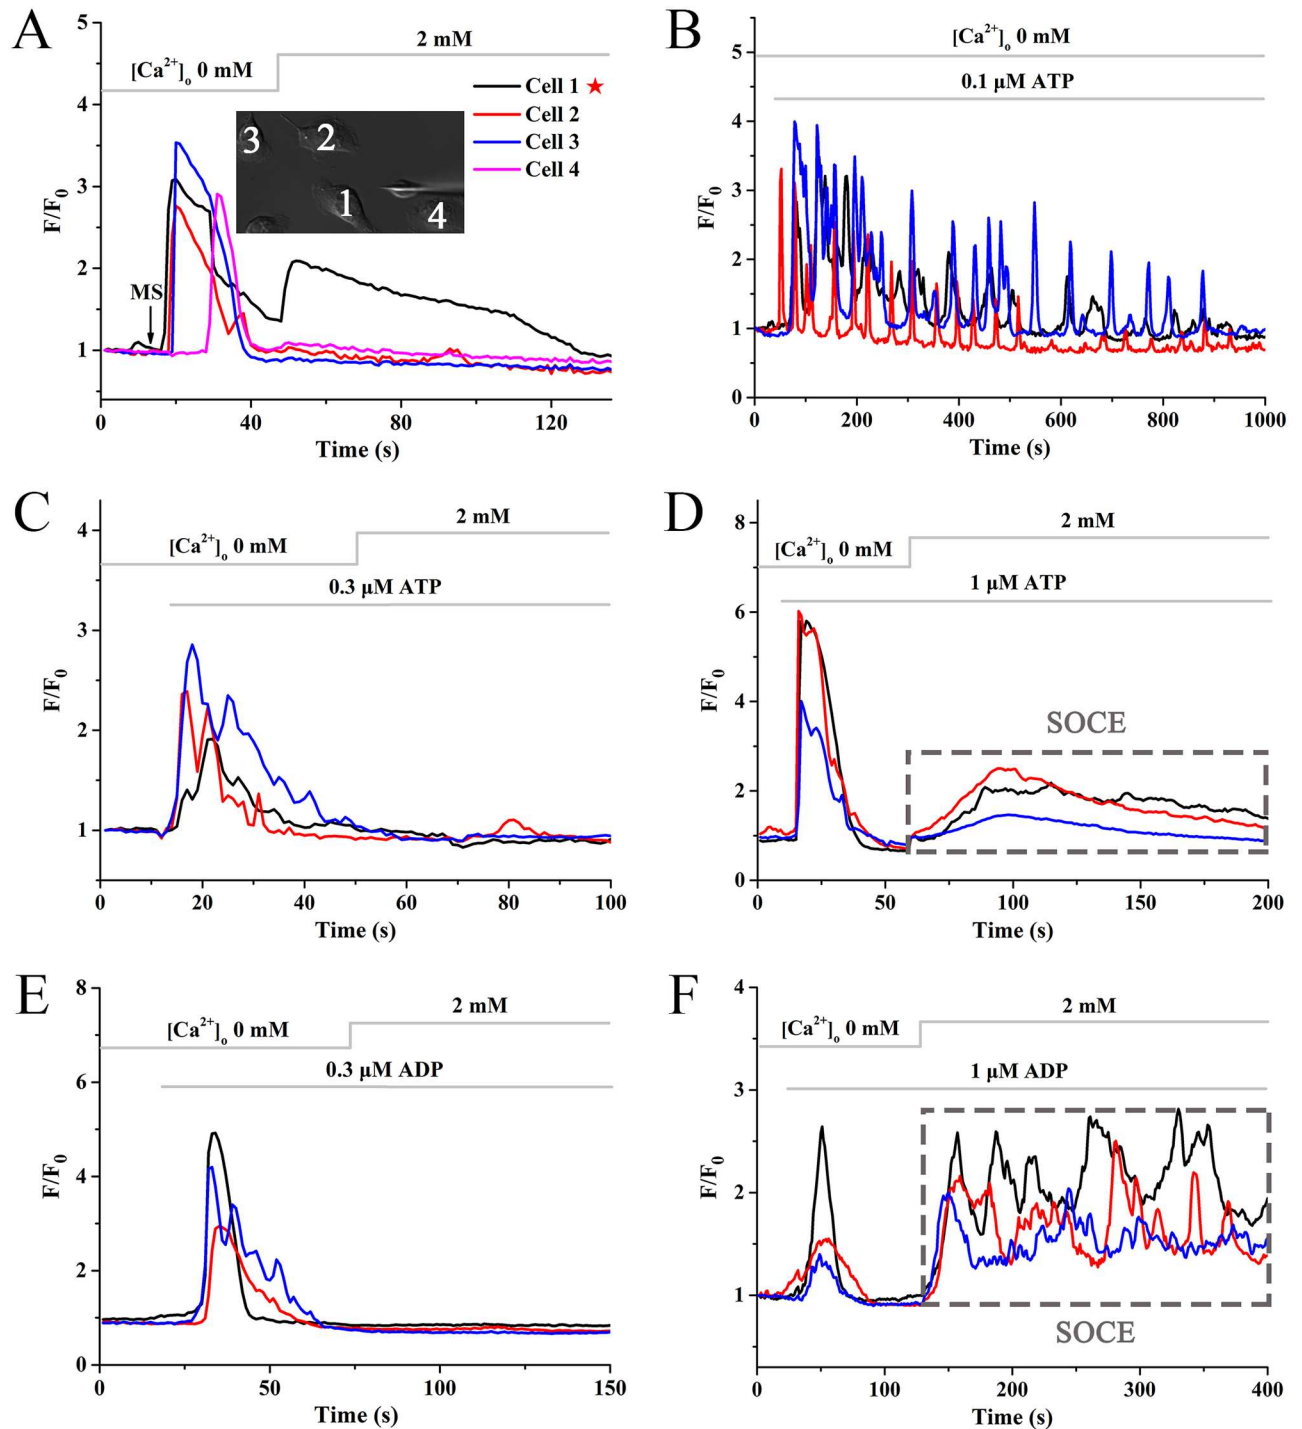 A
5
4
3
2
1
F/F₀
2 mM
[Ca²⁺]ₒ 0 mM
MS
Cell 1 ★
Cell 2
Cell 3
Cell 4
3
2
1
4
0
40
80
120
Time (s)
B
5
4
3
2
1
0
F/F₀
[Ca²⁺]ₒ 0 mM
0.1 µM ATP
0
200
400
600
800
1000
Time (s)
C
4
3
2
1
F/F₀
2 mM
[Ca²⁺]ₒ 0 mM
0.3 µM ATP
0
20
40
60
80
100
Time (s)
D
8
6
4
2
0
F/F₀
2 mM
[Ca²⁺]ₒ 0 mM
1 µM ATP
SOCE
0
50
100
150
200
Time (s)
E
8
6
4
2
0
F/F₀
2 mM
[Ca²⁺]ₒ 0 mM
0.3 µM ADP
0
50
100
150
Time (s)
F
4
3
2
1
F/F₀
2 mM
[Ca²⁺]ₒ 0 mM
1 µM ADP
SOCE
0
100
200
300
400
Time (s)